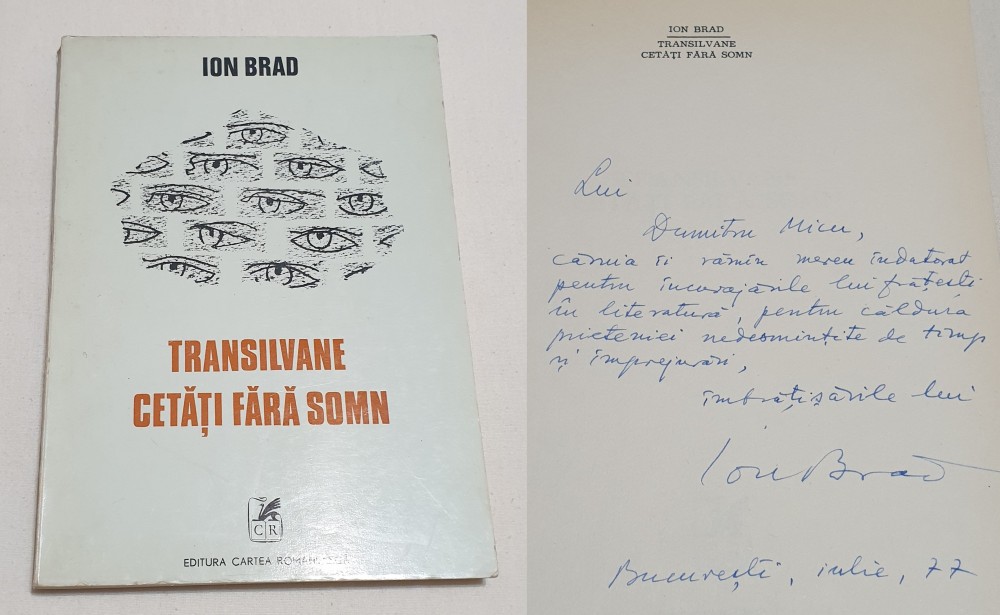 ION BRAD
TRANSILVANE
CETĂȚI FĂRĂ SOMN
CR
EDITURA CARTEA ROMÂNEASCĂ
ION BRAD
TRANSILVANE
CETĂȚI FĂRĂ SOMN
Lui
Dumitru Micu,
căruia îi rămîn mereu îndatorat
pentru încurajările lui frățești
în literatură, pentru căldura
prieteniei nedesmințite de timp
și împrejurări,
îmbrățișările lui
Ion Brad
București, iulie, 77